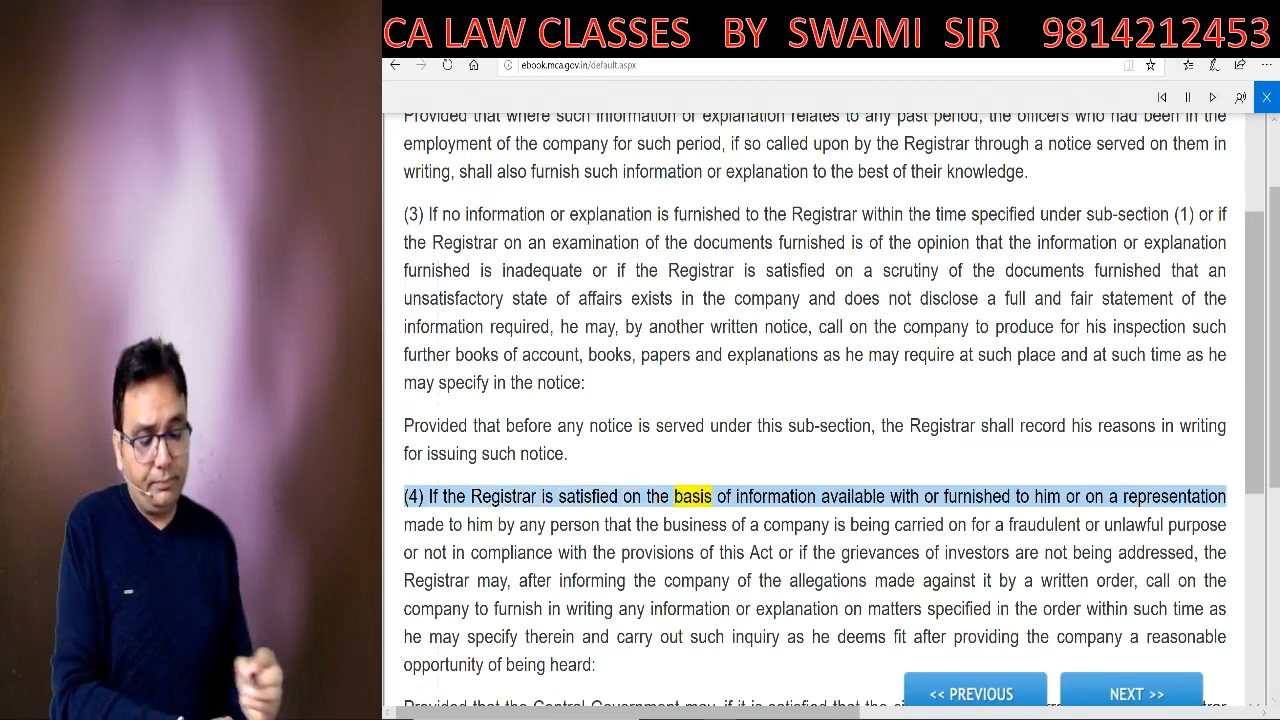 CA LAW CLASSES BY SWAMI SIR 9814212453
ebook.mca.gov.in/default.aspx
Provided that where such information or explanation relates to any past period, the officers who had been in the
employment of the company for such period, if so called upon by the Registrar through a notice served on them in
writing, shall also furnish such information or explanation to the best of their knowledge.
(3) If no information or explanation is furnished to the Registrar within the time specified under sub-section (1) or if
the Registrar on an examination of the documents furnished is of the opinion that the information or explanation
furnished is inadequate or if the Registrar is satisfied on a scrutiny of the documents furnished that an
unsatisfactory state of affairs exists in the company and does not disclose a full and fair statement of the
information required, he may, by another written notice, call on the company to produce for his inspection such
further books of account, books, papers and explanations as he may require at such place and at such time as he
may specify in the notice:
Provided that before any notice is served under this sub-section, the Registrar shall record his reasons in writing
for issuing such notice.
(4) If the Registrar is satisfied on the basis of information available with or furnished to him or on a representation
made to him by any person that the business of a company is being carried on for a fraudulent or unlawful purpose
or not in compliance with the provisions of this Act or if the grievances of investors are not being addressed, the
Registrar may, after informing the company of the allegations made against it by a written order, call on the
company to furnish in writing any information or explanation on matters specified in the order within such time as
he may specify therein and carry out such inquiry as he deems fit after providing the company a reasonable
opportunity of being heard:
Provided that the Central Government may, if it is satisfied that the
<< PREVIOUS
NEXT >>